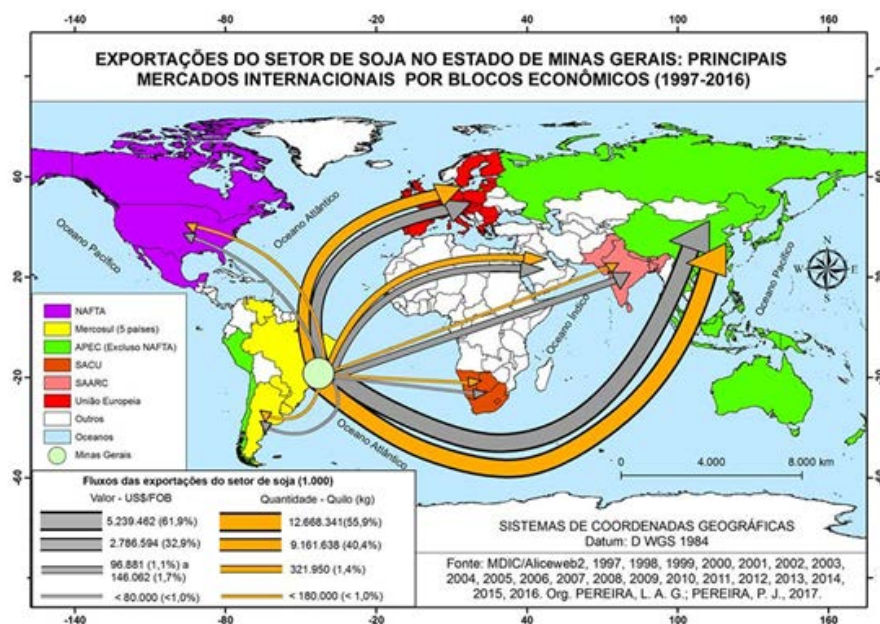 -140
-80
-20
40
100
160
EXPORTAÇÕES DO SETOR DE SOJA NO ESTADO DE MINAS GERAIS: PRINCIPAIS
MERCADOS INTERNACIONAIS POR BLOCOS ECONÔMICOS (1997-2016)
60
20
-20
-60
60
20
-20
-60
Oceano Pacífico
Oceano Atlântico
Oceano Índico
Oceano Pacífico
Oceano Atlântico
N
W
E
S
NAFTA
Mercosul (5 países)
APEC (Excluso NAFTA)
SACU
SAARC
União Europeia
Outros
Oceanos
Minas Gerais
0
4.000
8.000 km
Fluxos das exportações do setor de soja (1.000)
Valor - US$/FOB
Quantidade - Quilo (kg)
5.239.462 (61,9%)
12.668.341(55,9%)
2.786.594 (32,9%)
9.161.638 (40,4%)
96.881 (1,1%) a
146.062 (1,7%)
321.950 (1,4%)
< 80.000 (<1,0%)
< 180.000 (< 1,0%)
SISTEMAS DE COORDENADAS GEOGRÁFICAS
Datum: D WGS 1984
Fonte: MDIC/Aliceweb2, 1997, 1998, 1999, 2000, 2001, 2002, 2003,
2004, 2005, 2006, 2007, 2008, 2009, 2010, 2011, 2012, 2013, 2014,
2015, 2016. Org. PEREIRA, L. A. G.; PEREIRA, P. J., 2017.
-140
-80
-20
40
100
160